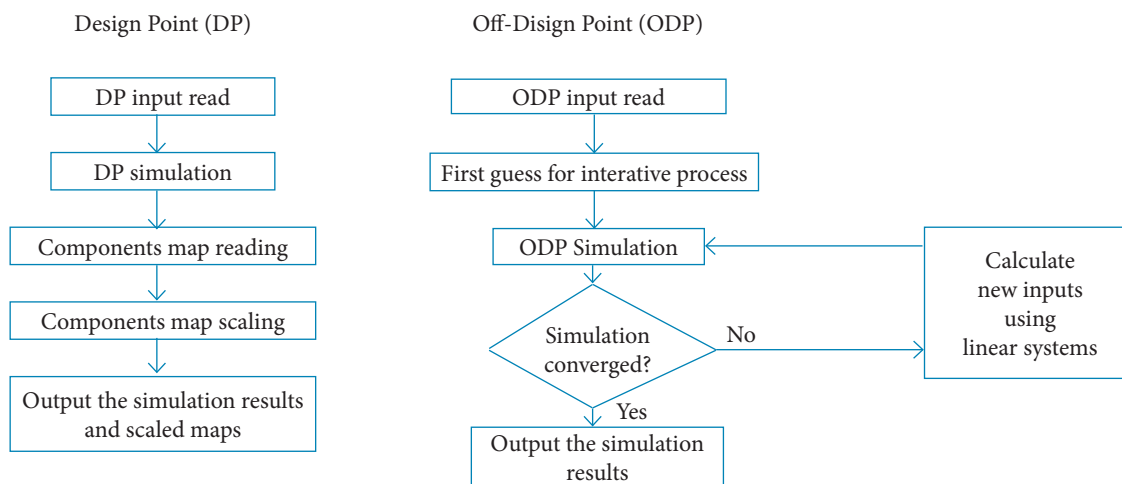 Design Point (DP)
DP input read
DP simulation
Components map reading
Components map scaling
Output the simulation results
and scaled maps
Off-Disign Point (ODP)
ODP input read
First guess for interative process
ODP Simulation
Simulation
converged?
No
Yes
Output the simulation
results
Calculate
new inputs
using
linear systems